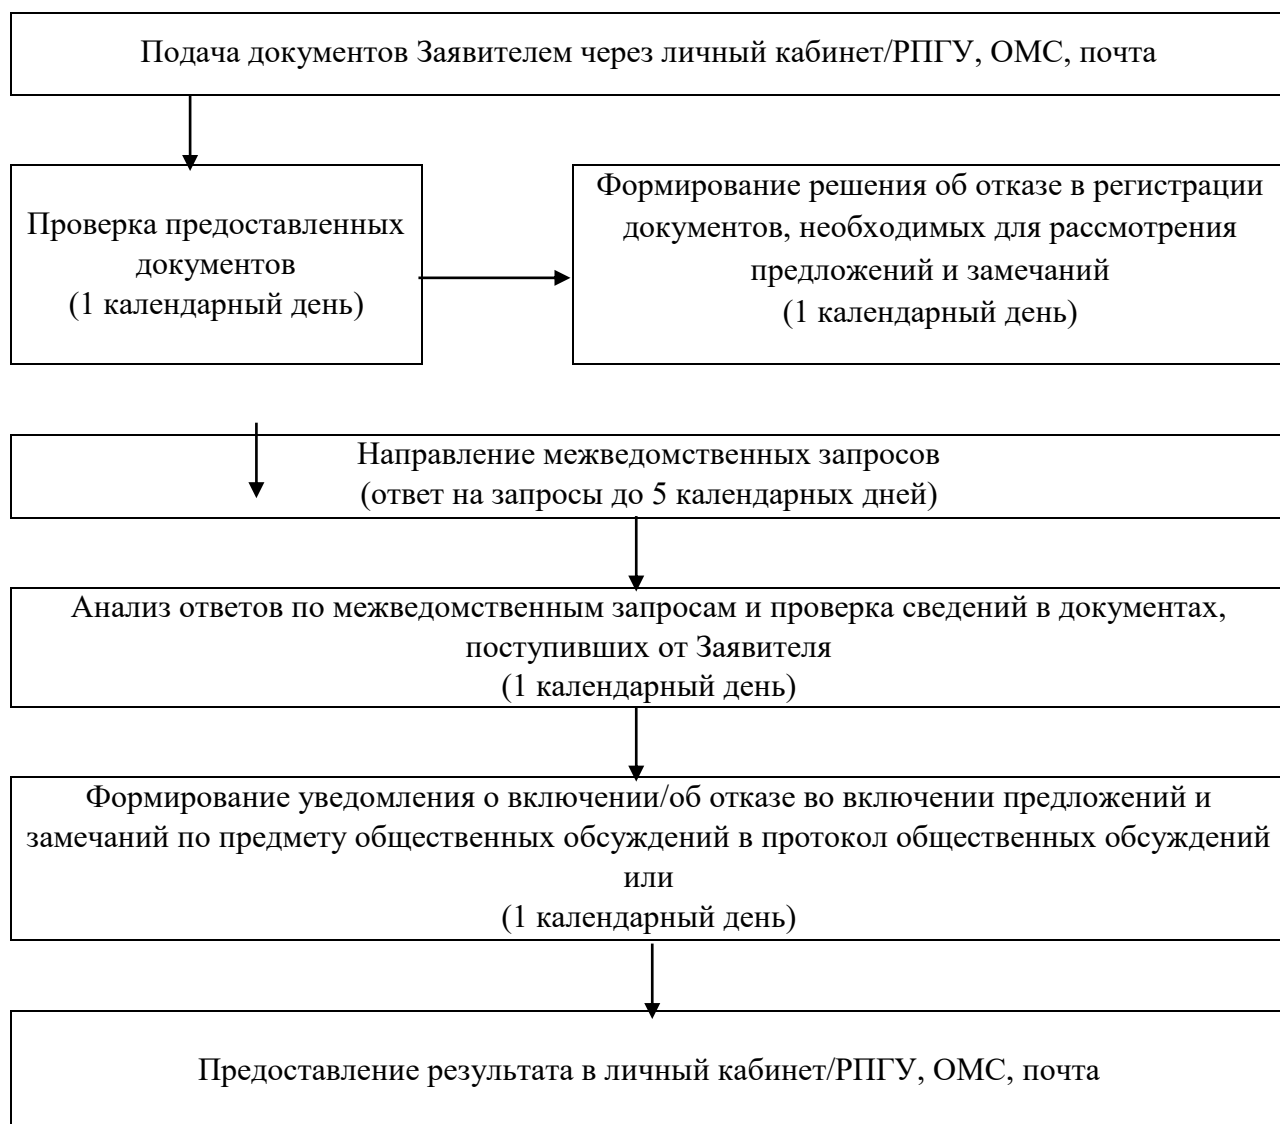 Подача документов Заявителем через личный кабинет/РПГУ, ОМС, почта
Проверка предоставленных
документов
(1 календарный день)
Формирование решения об отказе в регистрации
документов, необходимых для рассмотрения
предложений и замечаний
(1 календарный день)
Направление межведомственных запросов
(ответ на запросы до 5 календарных дней)
Анализ ответов по межведомственным запросам и проверка сведений в документах,
поступивших от Заявителя
(1 календарный день)
Формирование уведомления о включении/об отказе во включении предложений и
замечаний по предмету общественных обсуждений в протокол общественных обсуждений
или
(1 календарный день)
Предоставление результата в личный кабинет/РПГУ, ОМС, почта